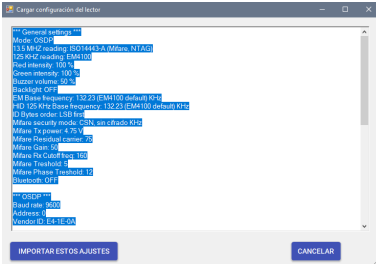 Cargar configuración del lector
*** General settings ***
Mode: OSDP
13.5 MHZ reading: ISO14443-A (Mifare, NTAG)
125 KHZ reading: EM4100
Red intensity: 100 %
Green intensity: 100 %
Buzzer volume: 50 %
Backlight: OFF
EM Base frequency: 132.23 (EM4100 default) KHz
HID 125 KHz Base frequency: 132.23 (EM4100 default) KHz
ID Bytes order: LSB first
Mifare security mode: CSN, sin cifrado KHz
Mifare Tx power: 4.75 V
Mifare Residual carrier: 75
Mifare Gain: 50
Mifare Rx Cutoff freq: 160
Mifare Treshold: 5
Mifare Phase Treshold: 12
Bluetooth: OFF
*** OSDP ***
Baud rate: 9600
Address: 0
Vendor ID: E4-1E-0A
IMPORTAR ESTOS AJUSTES
CANCELAR